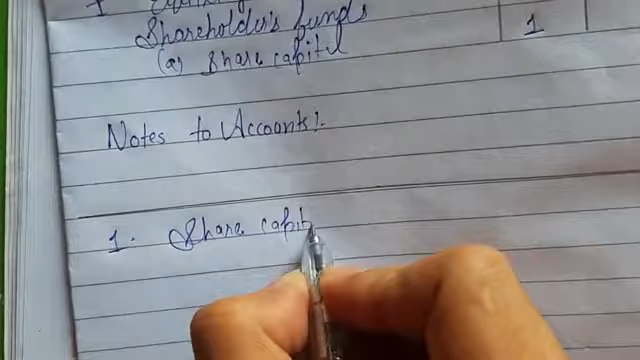 I
Shareholder's funds
(a) Share capital
1
Notes to Accounts:-
1. Share capit